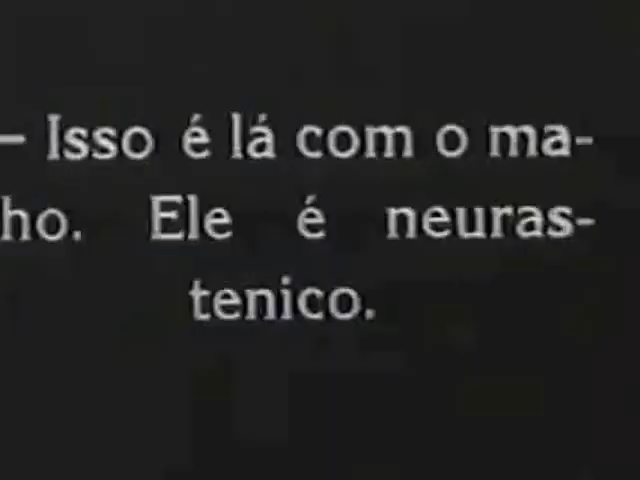 — Isso é lá com o ma-
ho. Ele é neuras-
tenico.